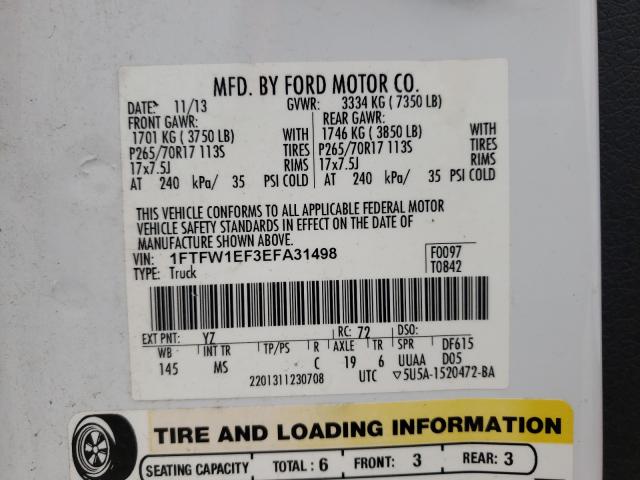 MFD. BY FORD MOTOR CO.
DATE: 11/13 GVWR: 3334 KG ( 7350 LB)
FRONT GAWR: REAR GAWR:
1701 KG ( 3750 LB) WITH 1746 KG ( 3850 LB) WITH
P265/70R17 113S TIRES P265/70R17 113S TIRES
17x7.5J RIMS 17x7.5J RIMS
AT 240 kPa/ 35 PSI COLD AT 240 kPa/ 35 PSI COLD
THIS VEHICLE CONFORMS TO ALL APPLICABLE FEDERAL MOTOR
VEHICLE SAFETY STANDARDS IN EFFECT ON THE DATE OF
MANUFACTURE SHOWN ABOVE.
VIN: 1FTFW1EF3EFA31498 F0097
TYPE: Truck T0842
EXT PNT: YZ RC: 72 DSO:
WB INT TR TP/PS R AXLE TR SPR DF615
145 MS C 19 6 UUAA D05
2201311230708 UTC ▽5U5A-1520472-BA
TIRE AND LOADING INFORMATION
SEATING CAPACITY TOTAL : 6 FRONT: 3 REAR: 3